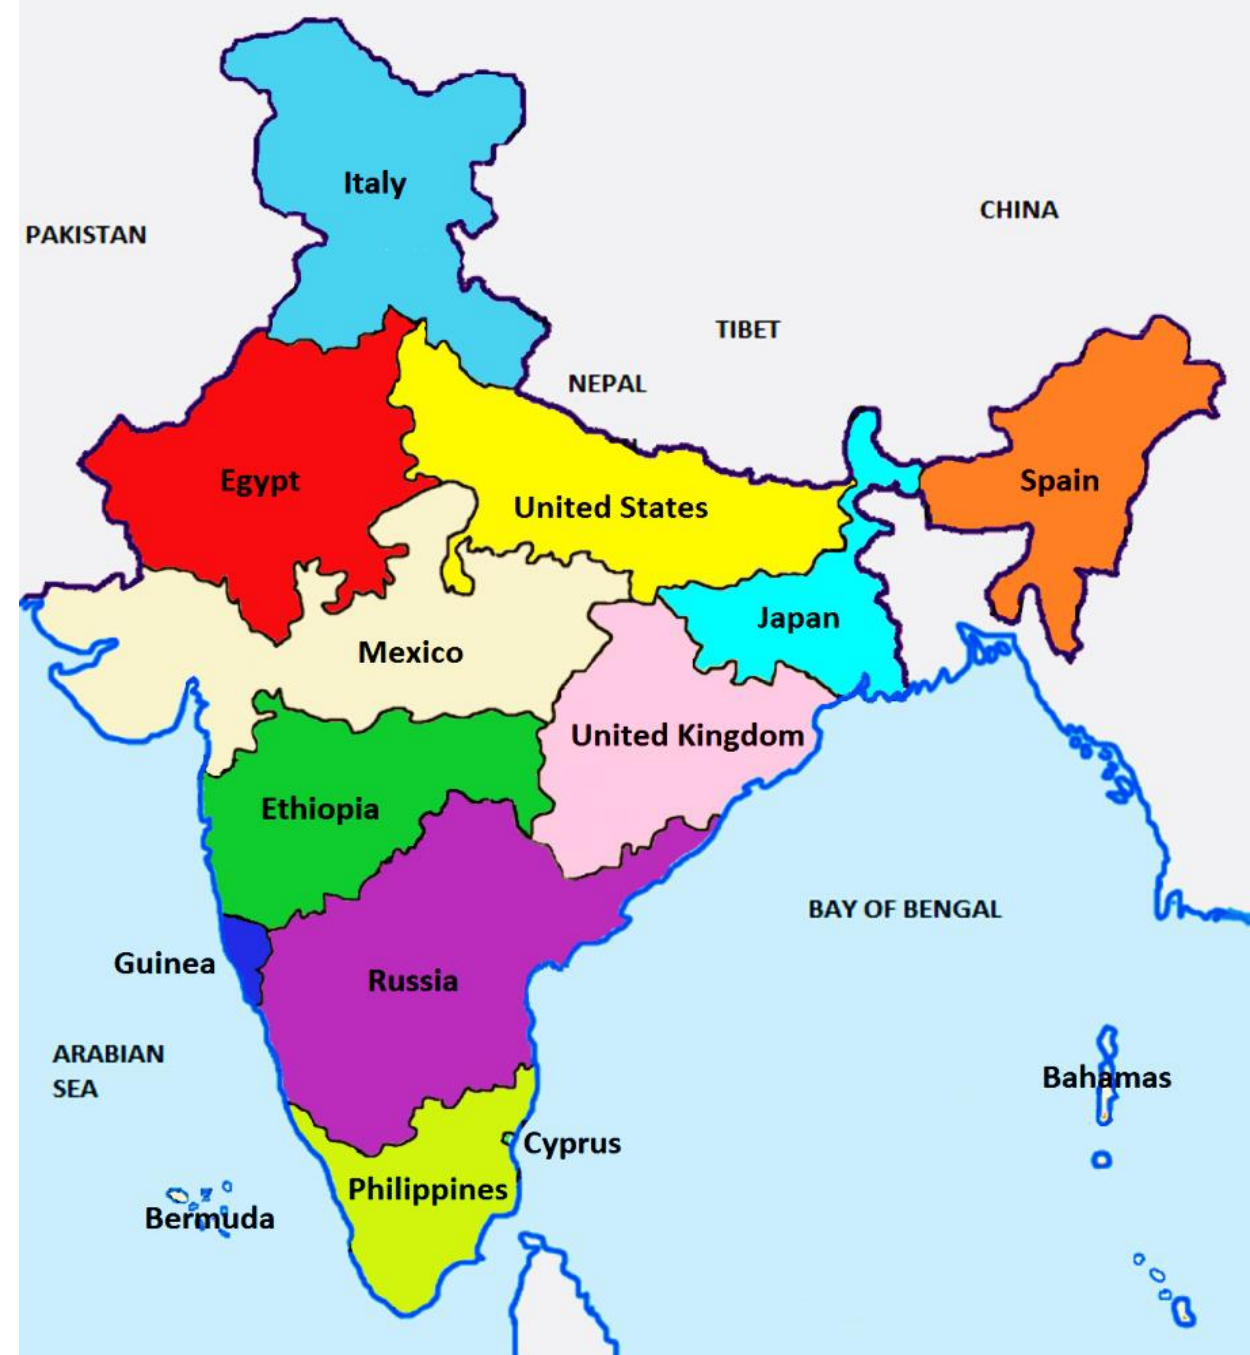 Italy
CHINA
PAKISTAN
TIBET
NEPAL
Egypt
Spain
United States
Japan
Mexico
United Kingdom
Ethiopia
BAY OF BENGAL
Guinea
Russia
ARABIAN
SEA
Bahamas
Cyprus
Philippines
Bermuda